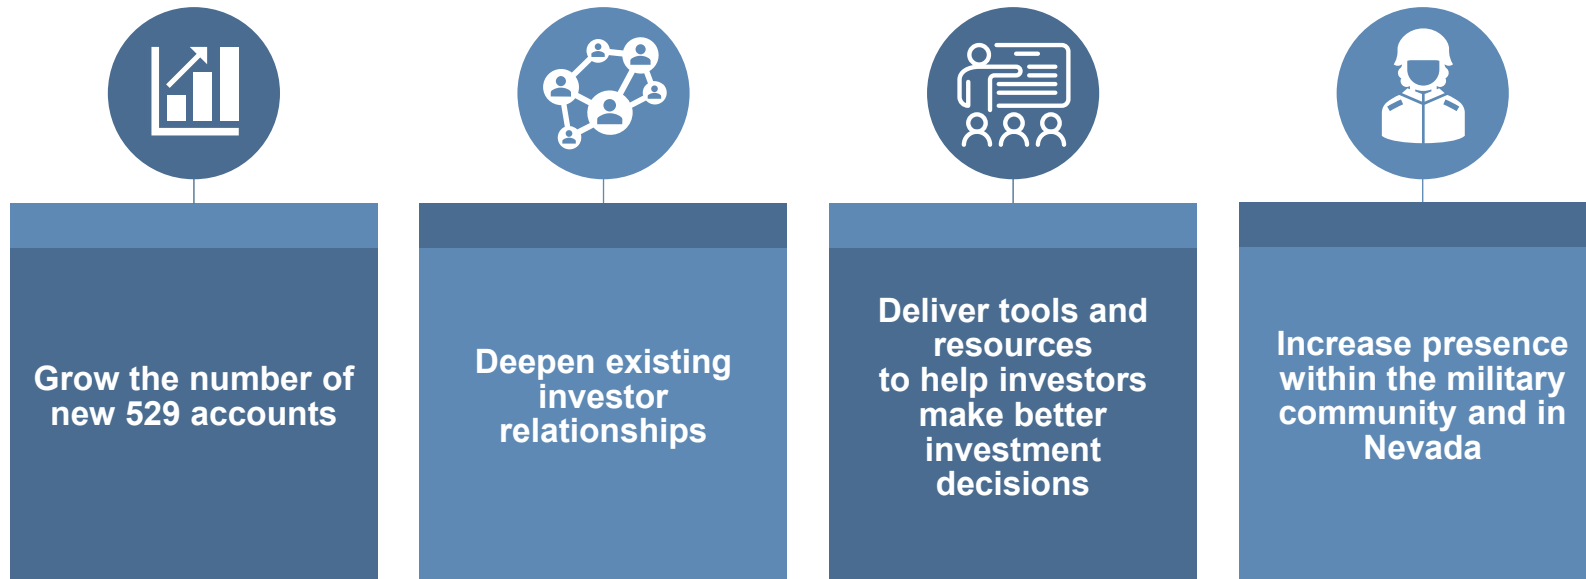 Grow the number of
new 529 accounts
Deepen existing
investor
relationships
Deliver tools and
resources
to help investors
make better
investment
decisions
Increase presence
within the military
community and in
Nevada